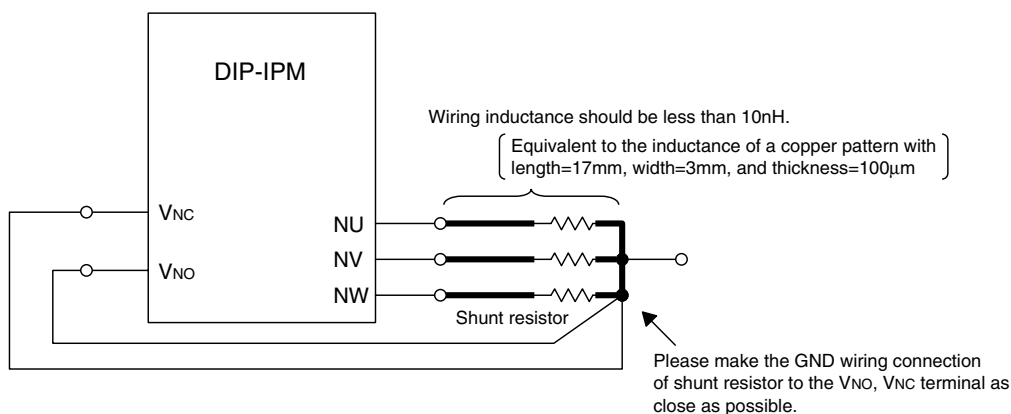 DIP-IPM
Wiring inductance should be less than 10nH.
Equivalent to the inductance of a copper pattern with
length=17mm, width=3mm, and thickness=100μm
VNC
VNO
NU
NV
NW
Shunt resistor
Please make the GND wiring connection
of shunt resistor to the VNO, VNC terminal as
close as possible.